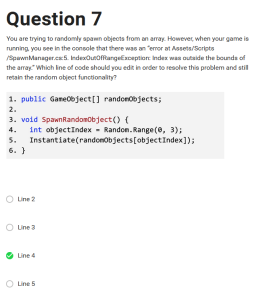 Question 7
You are trying to randomly spawn objects from an array. However, when your game is
running, you see in the console that there was an "error at Assets/Scripts
/SpawnManager.cs:5. IndexOutOfRangeException: Index was outside the bounds of
the array." Which line of code should you edit in order to resolve this problem and still
retain the random object functionality?
1. public GameObject[] randomObjects;
2.
3. void SpawnRandomObject() {
4.   int objectIndex = Random.Range(0, 3);
5.   Instantiate(randomObjects[objectIndex]);
6. }
Line 2
Line 3
Line 4
Line 5